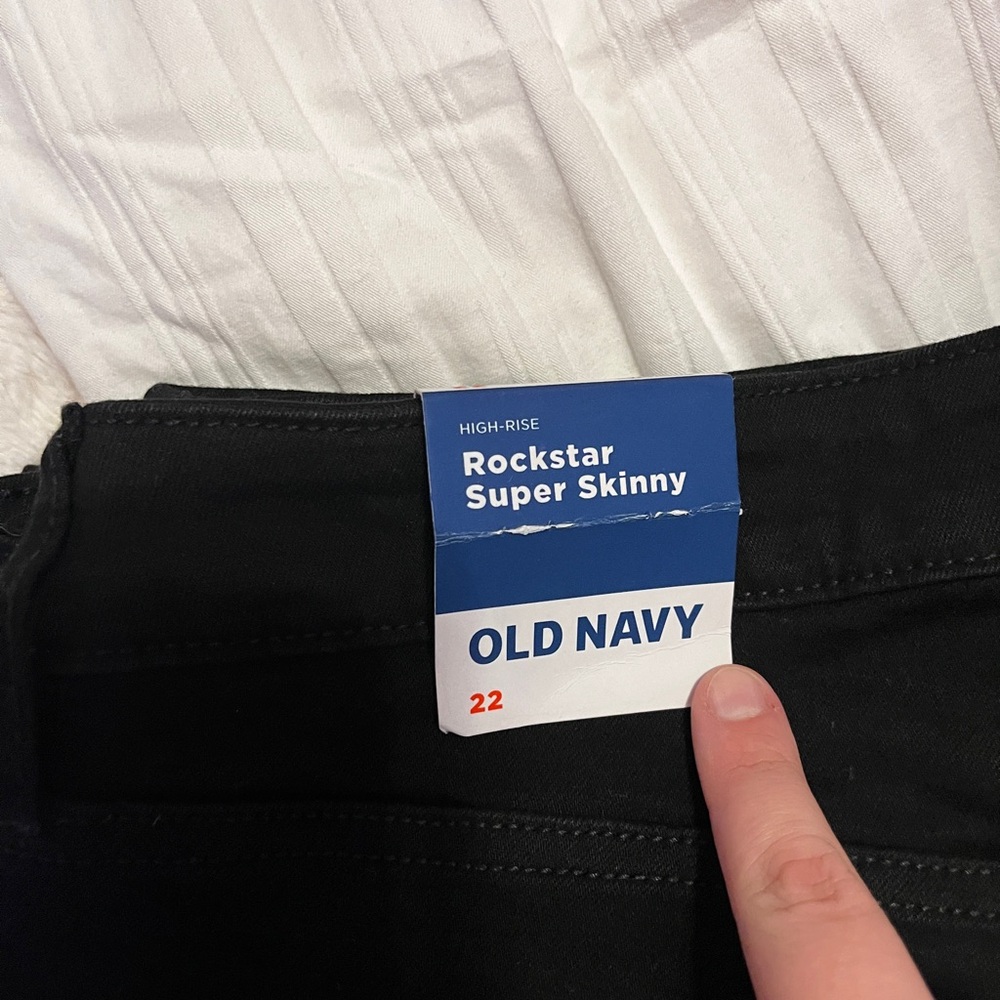 HIGH-RISE
Rockstar
Super Skinny
OLD NAVY
22